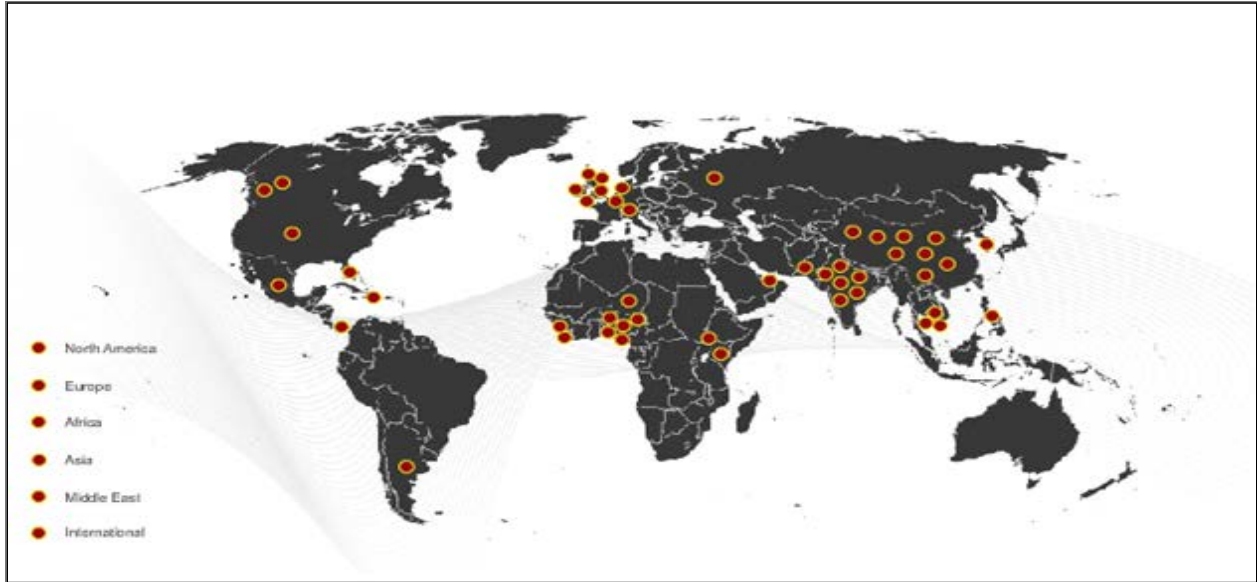 North America
Europe
Africa
Asia
Middle East
International